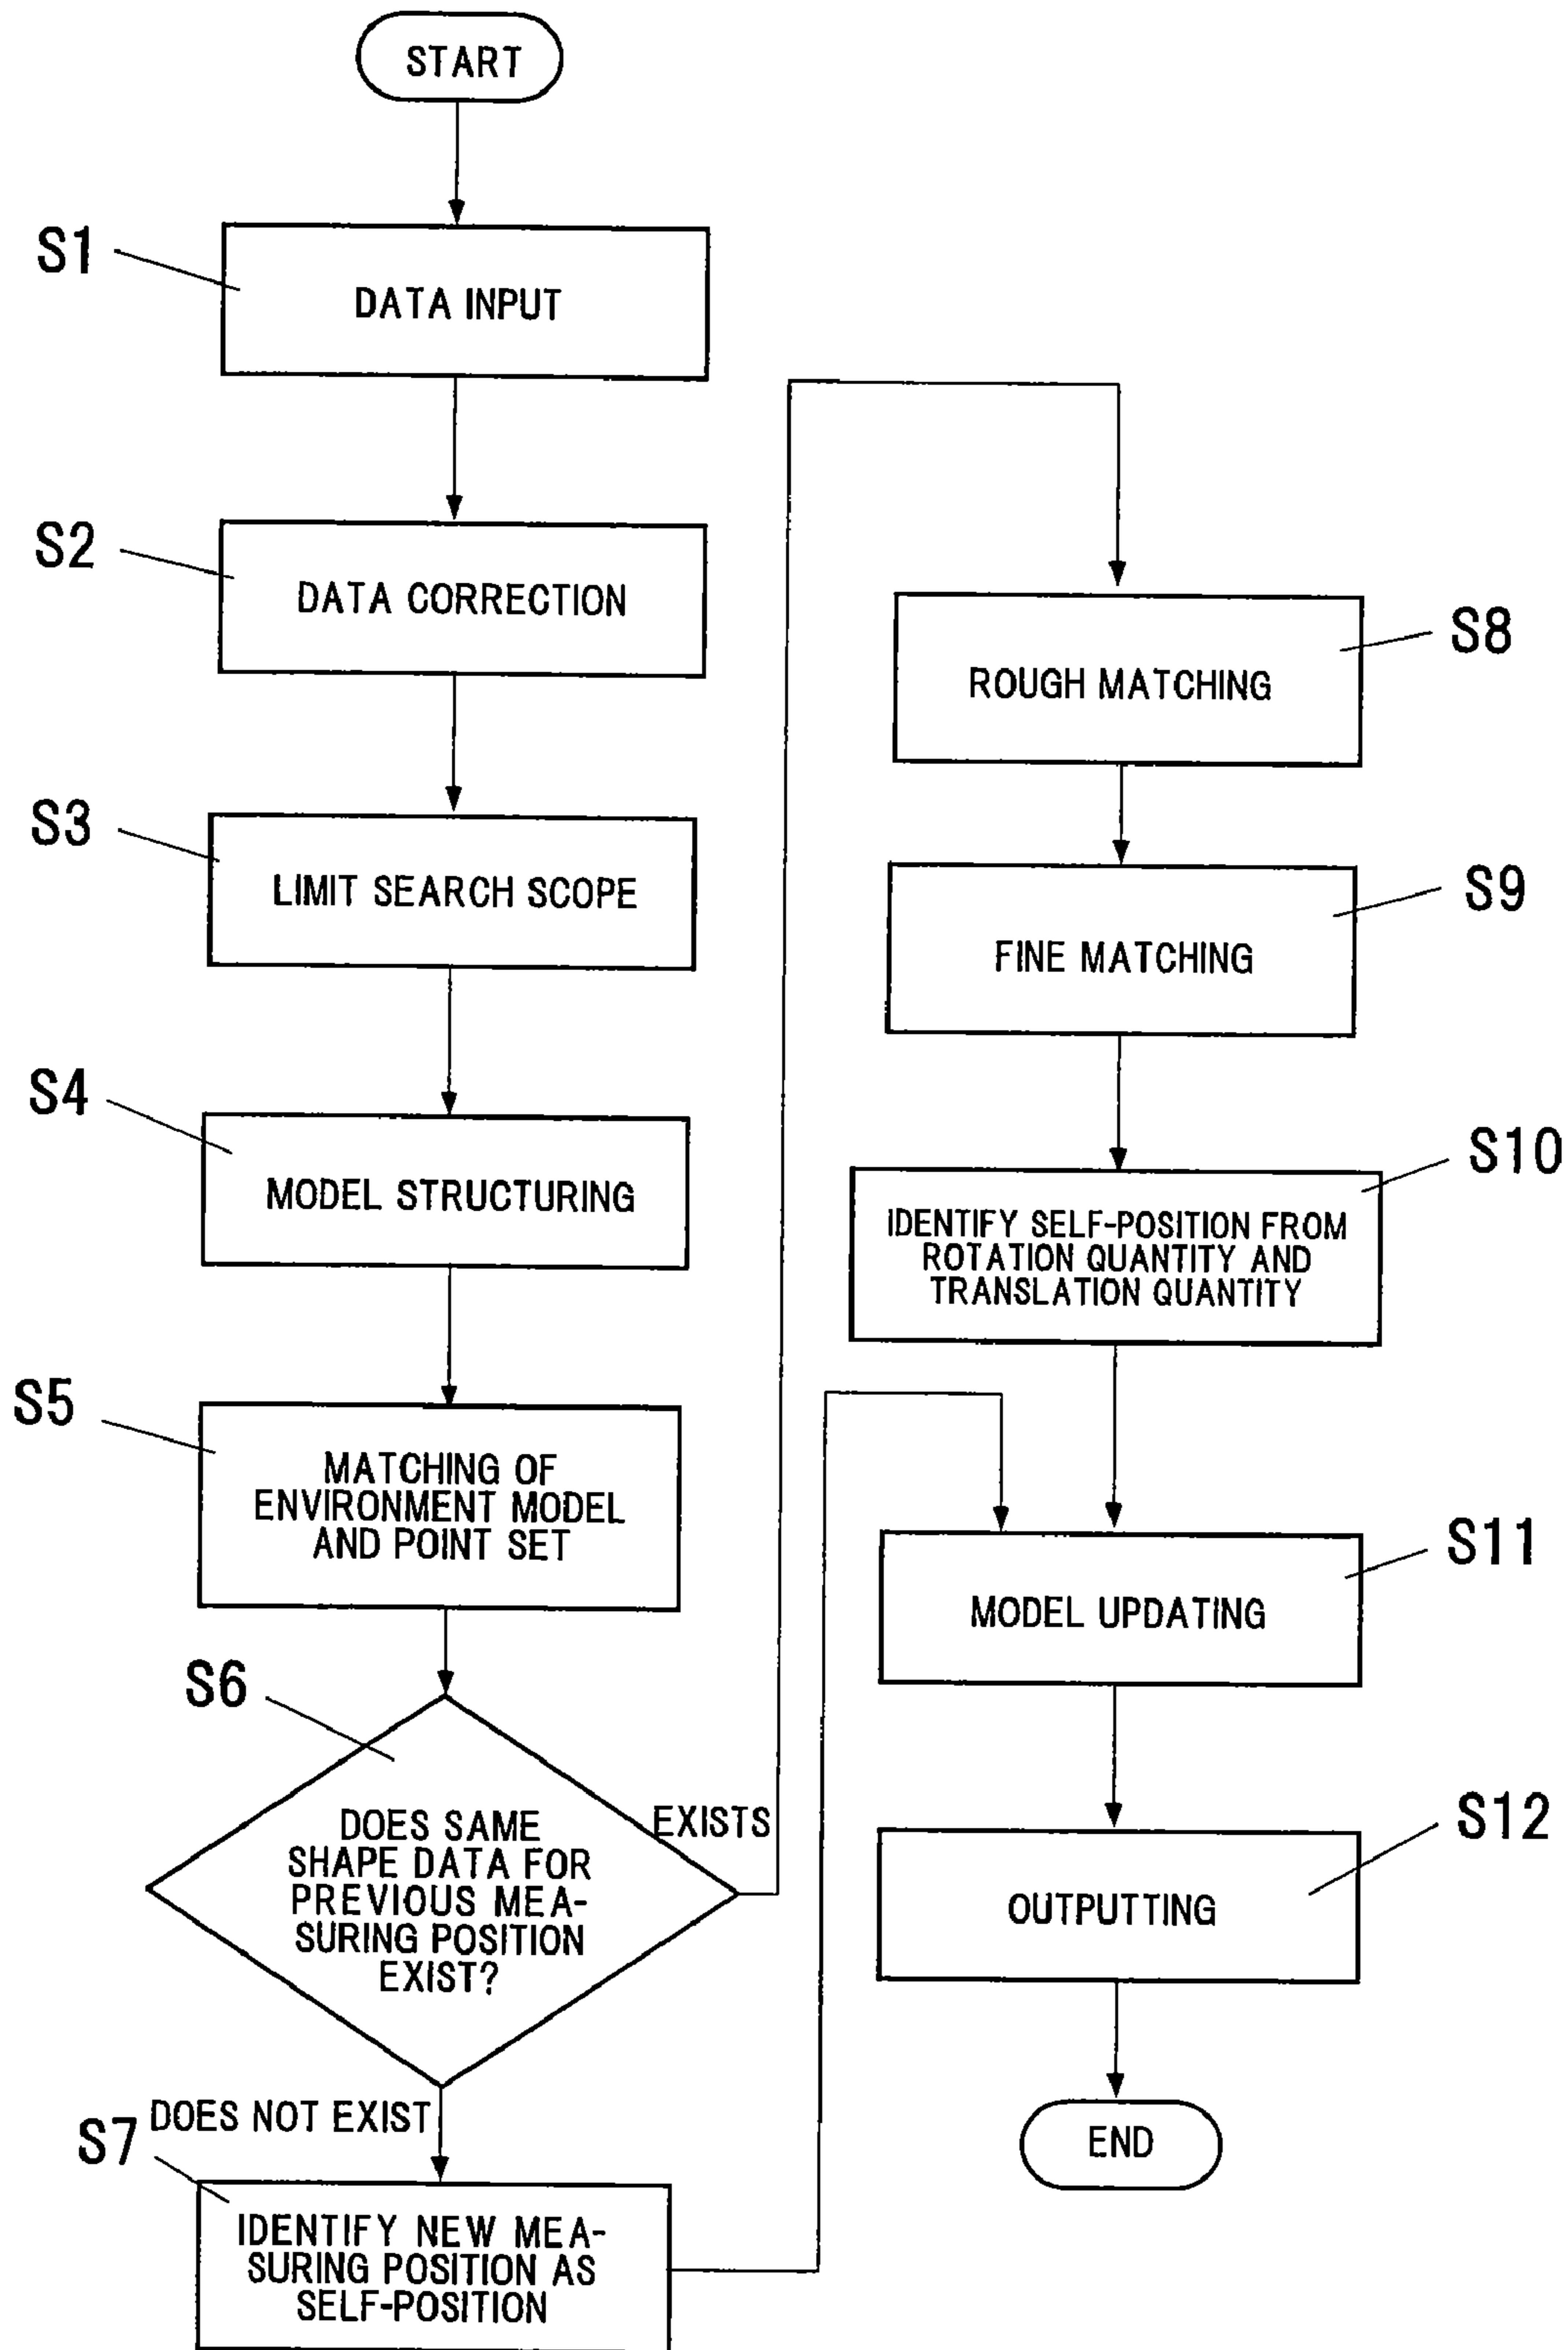 START
S1
DATA INPUT
S2
DATA CORRECTION
S3
LIMIT SEARCH SCOPE
S4
MODEL STRUCTURING
S5
MATCHING OF
ENVIRONMENT MODEL
AND POINT SET
S6
DOES SAME
SHAPE DATA FOR
PREVIOUS MEA-
SURING POSITION
EXIST?
EXISTS
DOES NOT EXIST
S7
IDENTIFY NEW MEA-
SURING POSITION AS
SELF-POSITION
S8
ROUGH MATCHING
S9
FINE MATCHING
S10
IDENTIFY SELF-POSITION FROM
ROTATION QUANTITY AND
TRANSLATION QUANTITY
S11
MODEL UPDATING
S12
OUTPUTTING
END